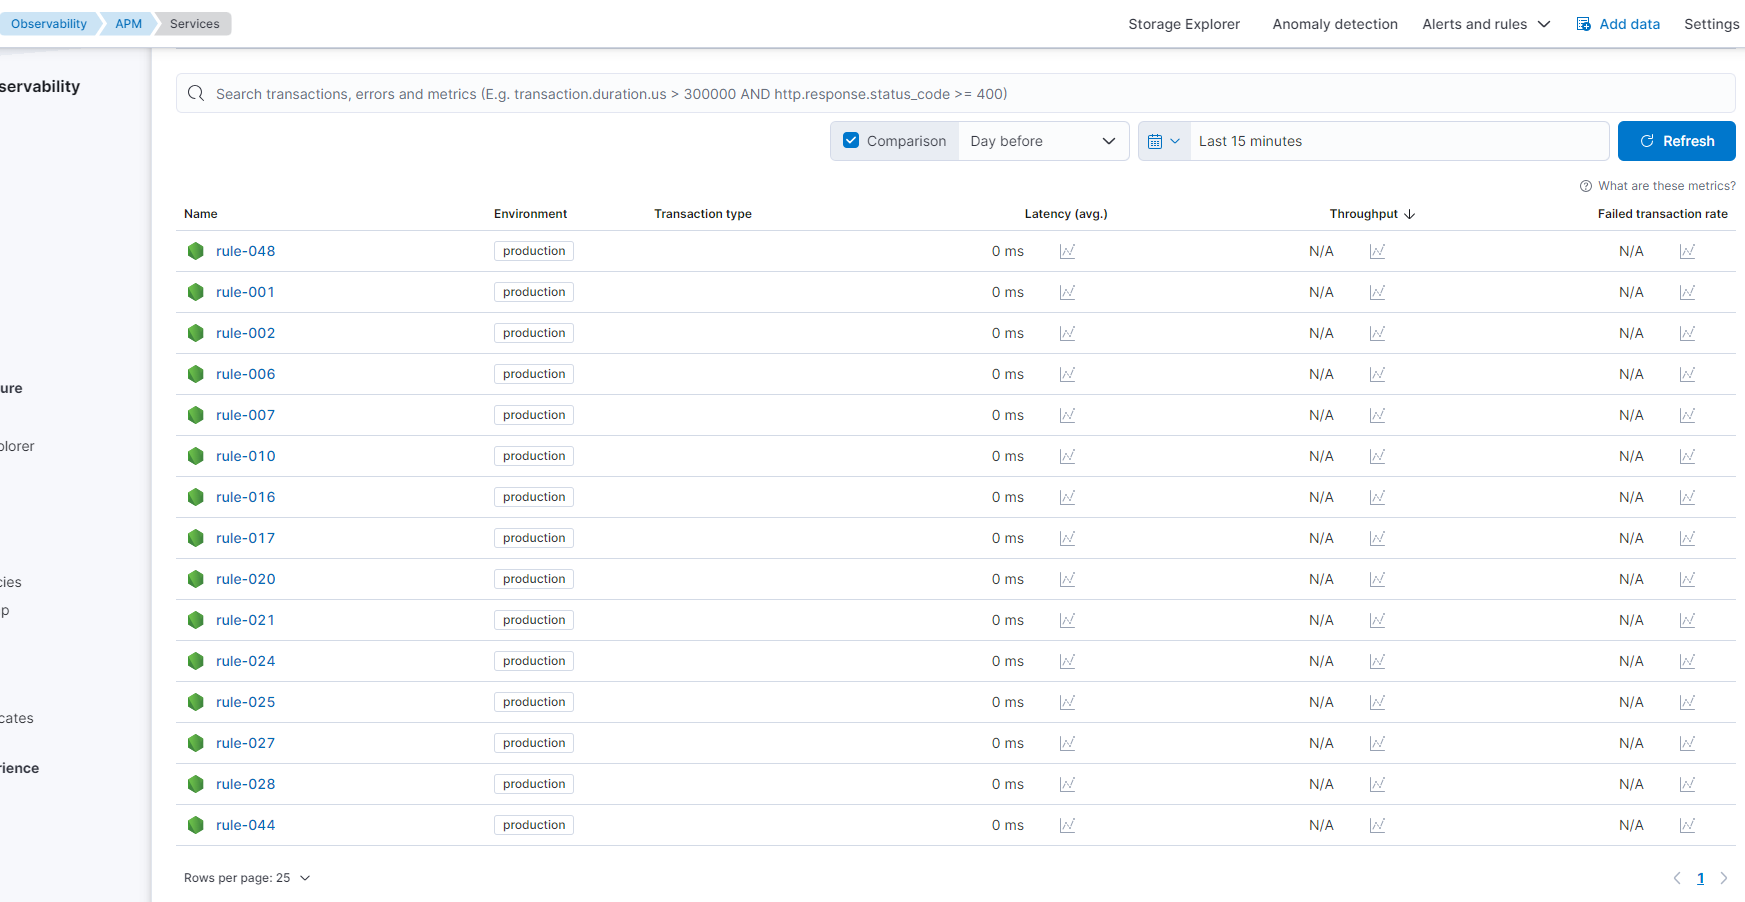 Observability APM Services Storage Explorer Anomaly detection Alerts and rules Add data Settings
servability
Search transactions, errors and metrics (E.g. transaction.duration.us > 300000 AND http.response.status_code >= 400)
Comparison Day before Last 15 minutes Refresh
What are these metrics?
Name Environment Transaction type Latency (avg.) Throughput Failed transaction rate
rule-048 production 0 ms N/A N/A
rule-001 production 0 ms N/A N/A
rule-002 production 0 ms N/A N/A
rule-006 production 0 ms N/A N/A
ure
rule-007 production 0 ms N/A N/A
plorer
rule-010 production 0 ms N/A N/A
rule-016 production 0 ms N/A N/A
rule-017 production 0 ms N/A N/A
cies
rule-020 production 0 ms N/A N/A
p
rule-021 production 0 ms N/A N/A
rule-024 production 0 ms N/A N/A
rule-025 production 0 ms N/A N/A
cates
rule-027 production 0 ms N/A N/A
rience
rule-028 production 0 ms N/A N/A
rule-044 production 0 ms N/A N/A
Rows per page: 25 1